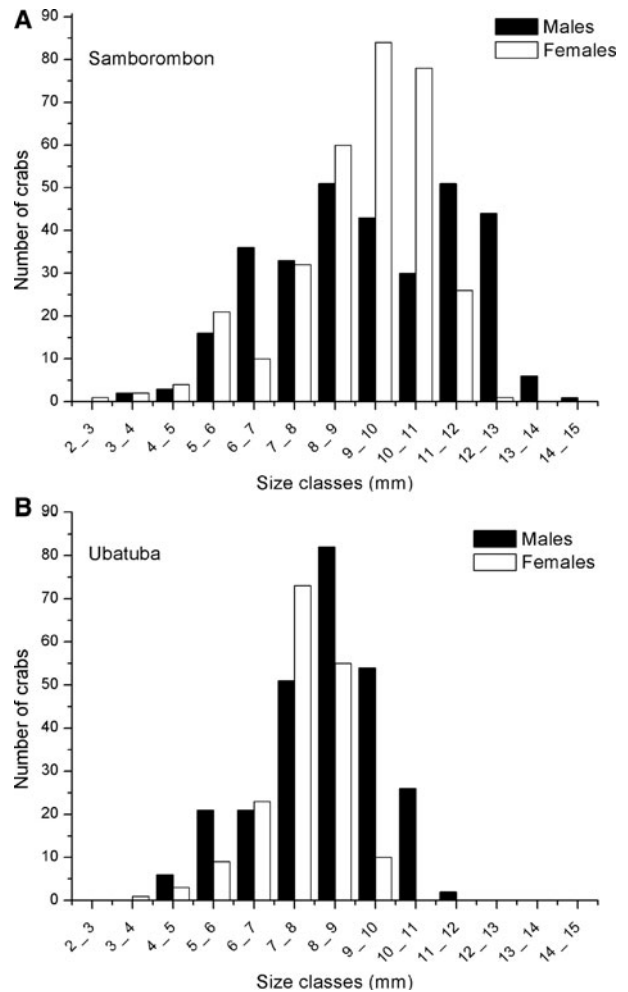 A
Samborombon
Males
Females
Number of crabs
90
80
70
60
50
40
30
20
10
0
2_3 3_4 4_5 5_6 6_7 7_8 8_9 9_10 10_11 11_12 12_13 13_14 14_15
Size classes (mm)
B
Ubatuba
Males
Females
Number of crabs
90
80
70
60
50
40
30
20
10
0
2_3 3_4 4_5 5_6 6_7 7_8 8_9 9_10 10_11 11_12 12_13 13_14 14_15
Size classes (mm)